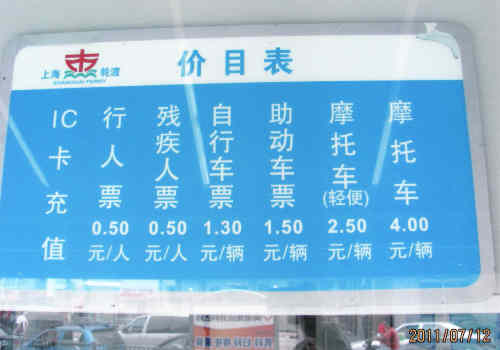 上海 轮渡
SHANGHAI FERRY
价目表
IC卡充值
行人票
0.50
元/人
残疾人票
0.50
元/人
自行车票
1.30
元/辆
助动车票
1.50
元/辆
摩托车
(轻便)
2.50
元/辆
摩托车
4.00
元/辆
2011/07/12